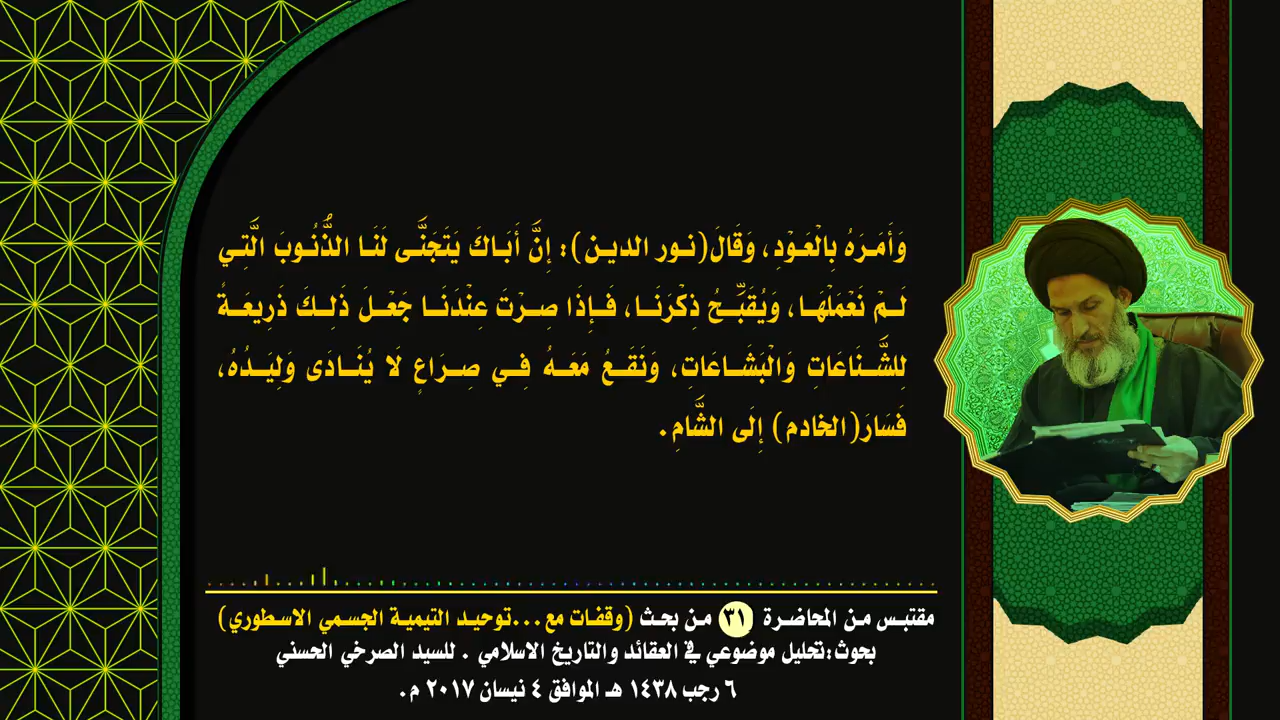 وَأَمَرَهُ بِالْعَوْدِ، وَقَالَ(نور الدين): إِنَّ أَبَاكَ يَتَجَنَّى لَنَا الذُّنُوبَ الَّتِي
لَمْ نَعْمَلْهَا، وَيُقَبِّحُ ذِكْرَنَا، فَإِذَا صِرْتَ عِنْدَنَا جَعَلَ ذَلِكَ ذَرِيعَةً
لِلشَّنَاعَاتِ وَالْبَشَاعَاتِ، وَنَقَعُ مَعَهُ فِي صِرَاعٍ لَا يُنَادَى وليَدُهُ،
فَسَارَ(الخادم) إِلَى الشَّامِ.
مقتبس من المحاضرة ٣١ من بحث (وقفات مع...توحيد التيمية الجسمي الاسطوري)
بحوث:تحليل موضوعي في العقائد والتاريخ الاسلامي . للسيد الصرخي الحسني
٦ رجب ١٤٣٨ هـ الموافق ٤ نيسان ٢٠١٧ م.